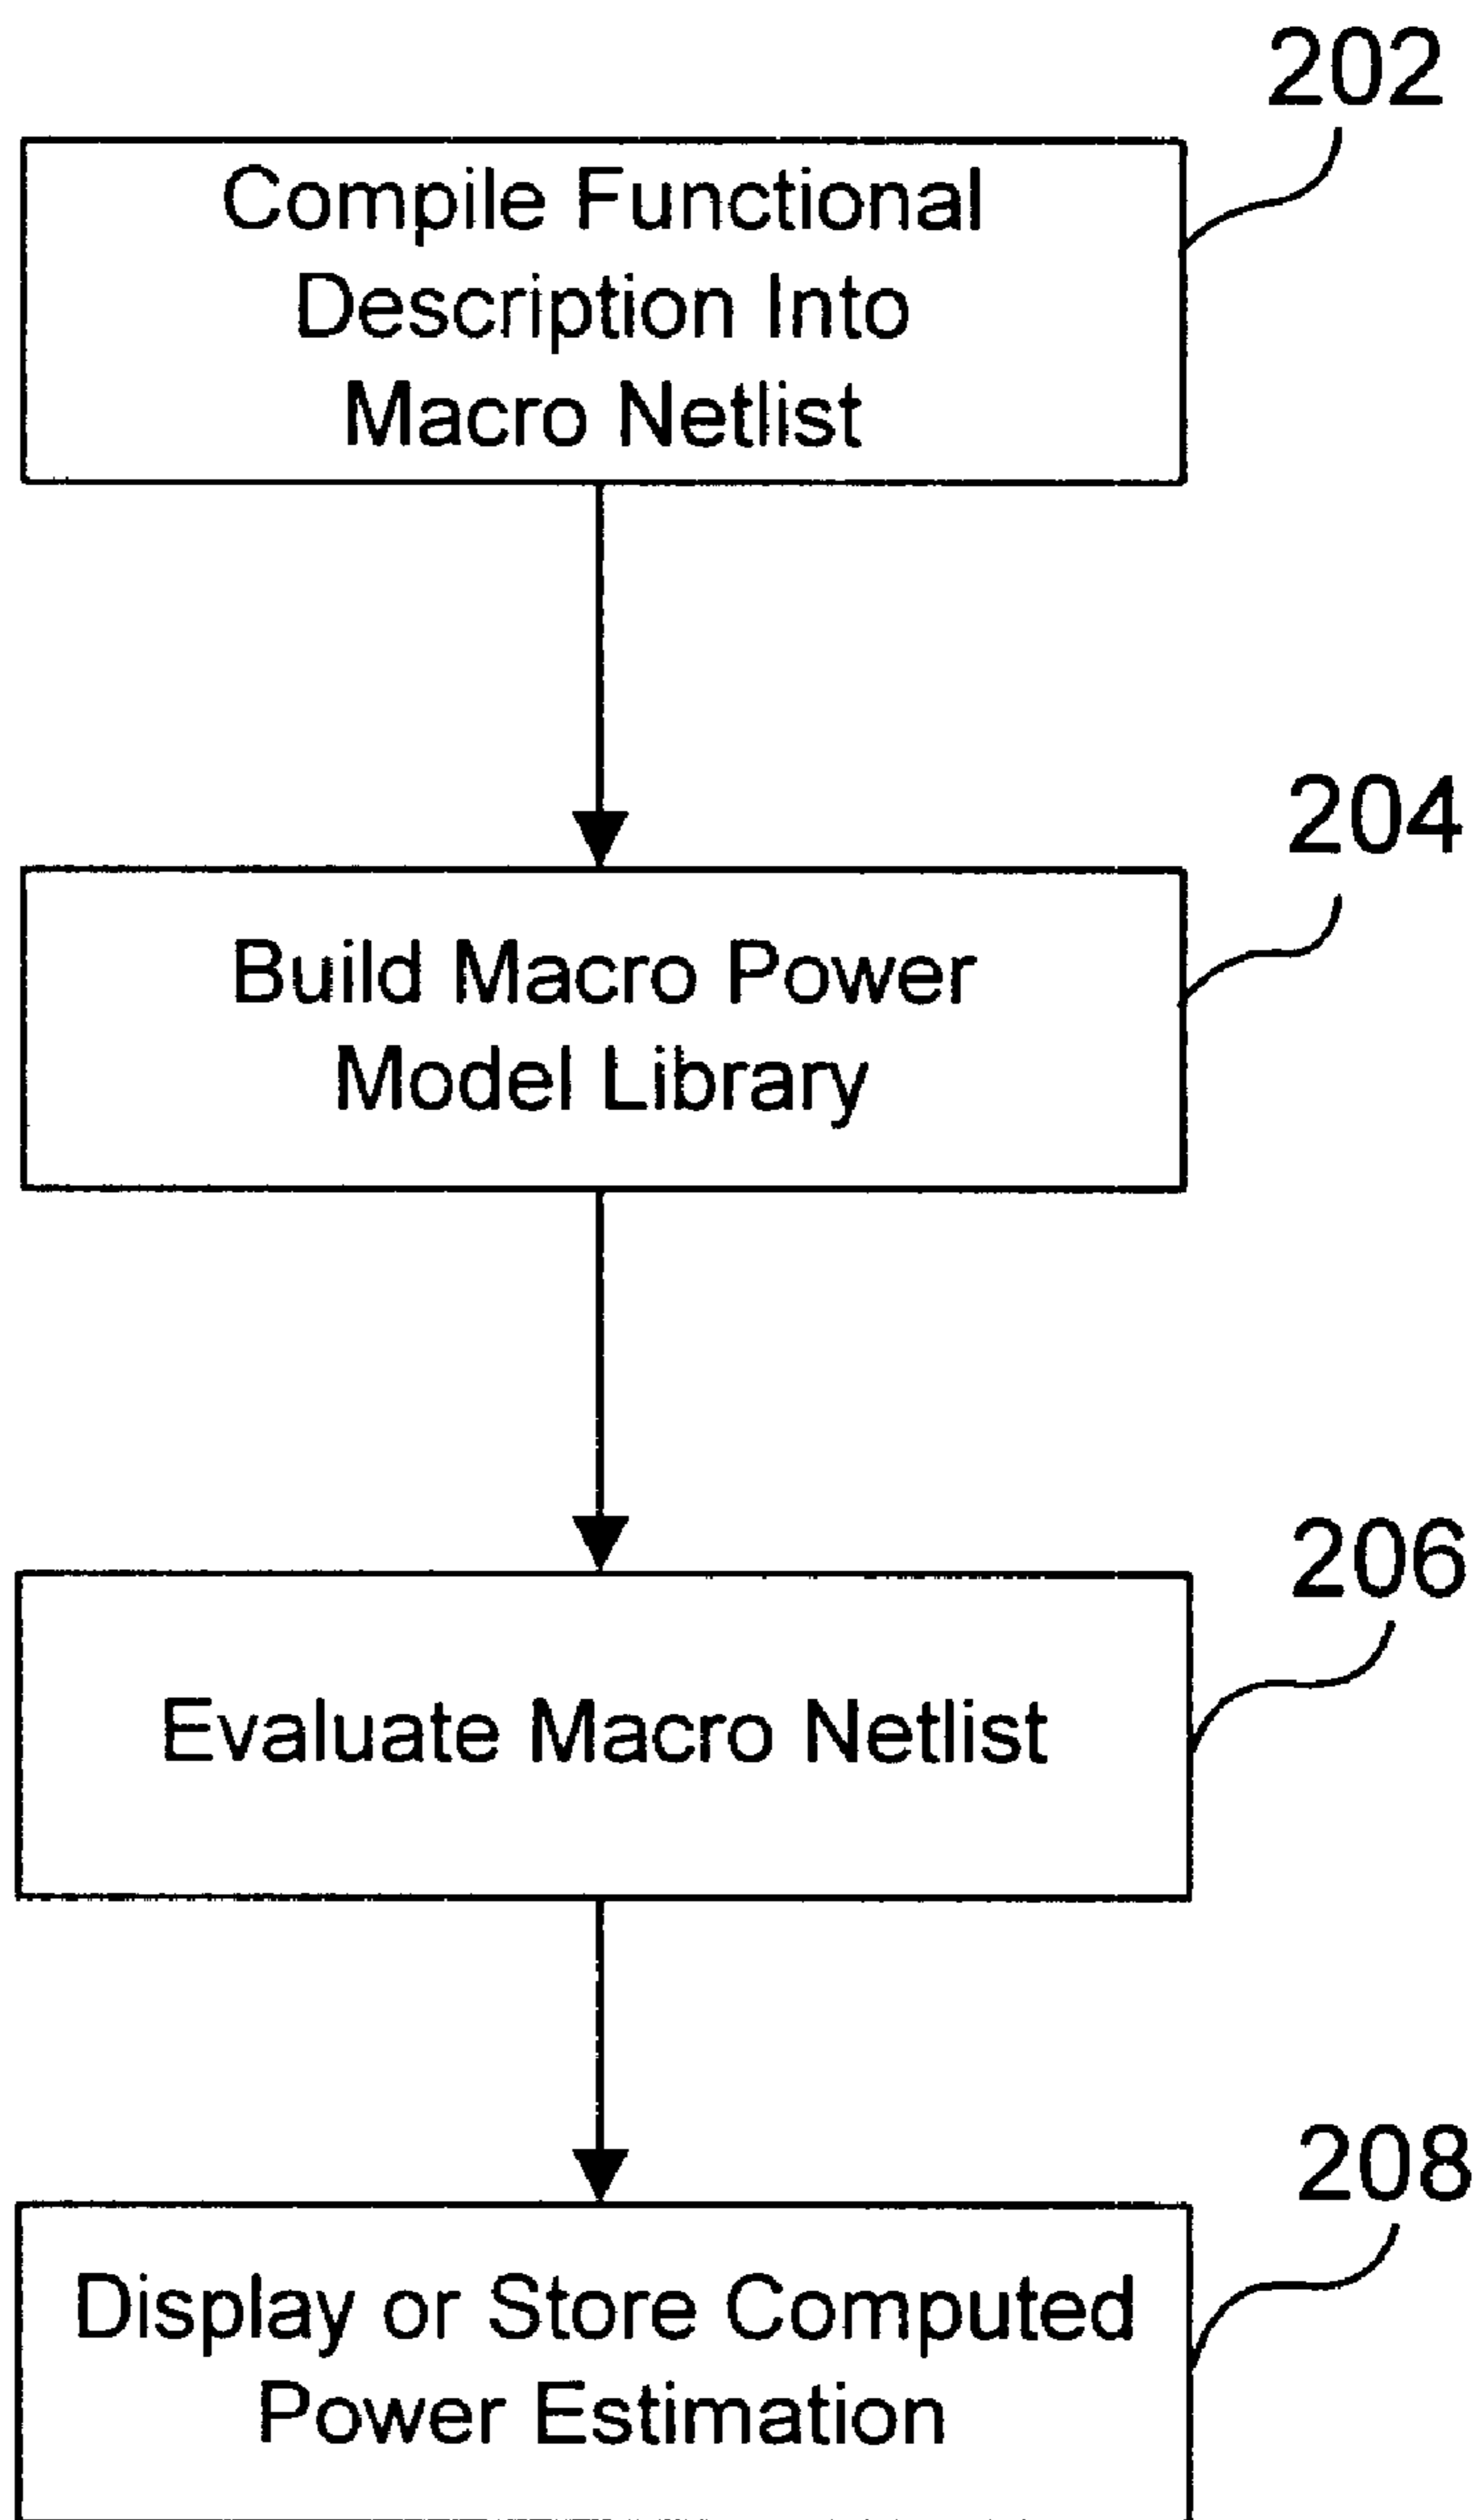 202
Compile Functional
Description Into
Macro Netlist
204
Build Macro Power
Model Library
206
Evaluate Macro Netlist
208
Display or Store Computed
Power Estimation